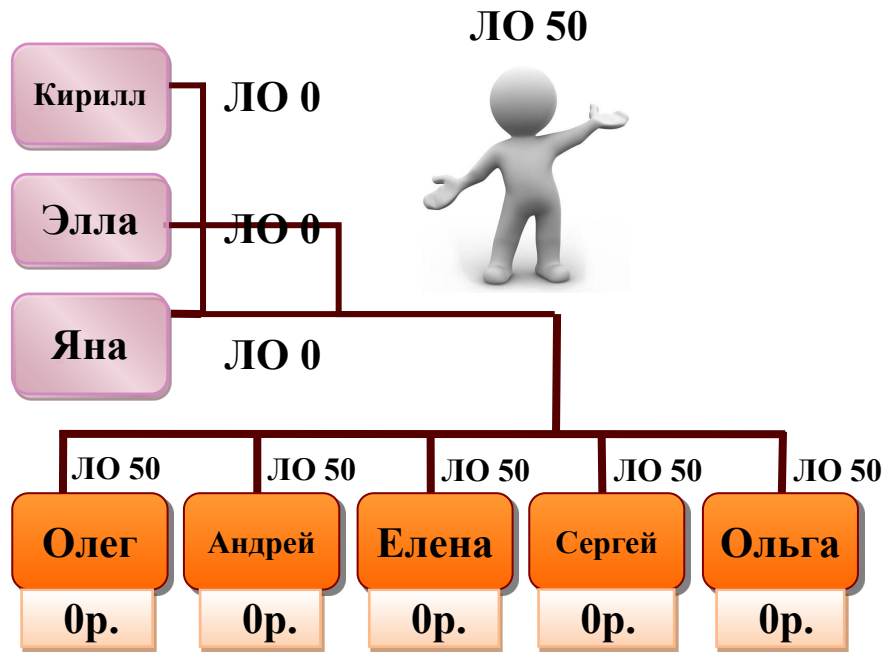 ЛО 50
Кирилл
ЛО 0
Элла
ЛО 0
Яна
ЛО 0
ЛО 50 ЛО 50 ЛО 50 ЛО 50 ЛО 50
Олег Андрей Елена Сергей Ольга
0р. 0р. 0р. 0р. 0р.